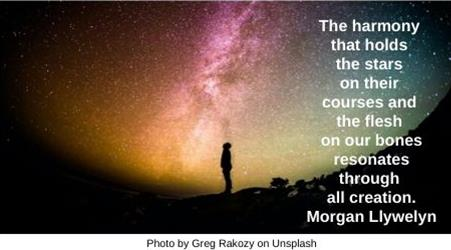 The harmony
that holds
the stars
on their
courses and
the flesh
on our bones
resonates
through
all creation.
Morgan Llywelyn
Photo by Greg Rakozy on Unsplash